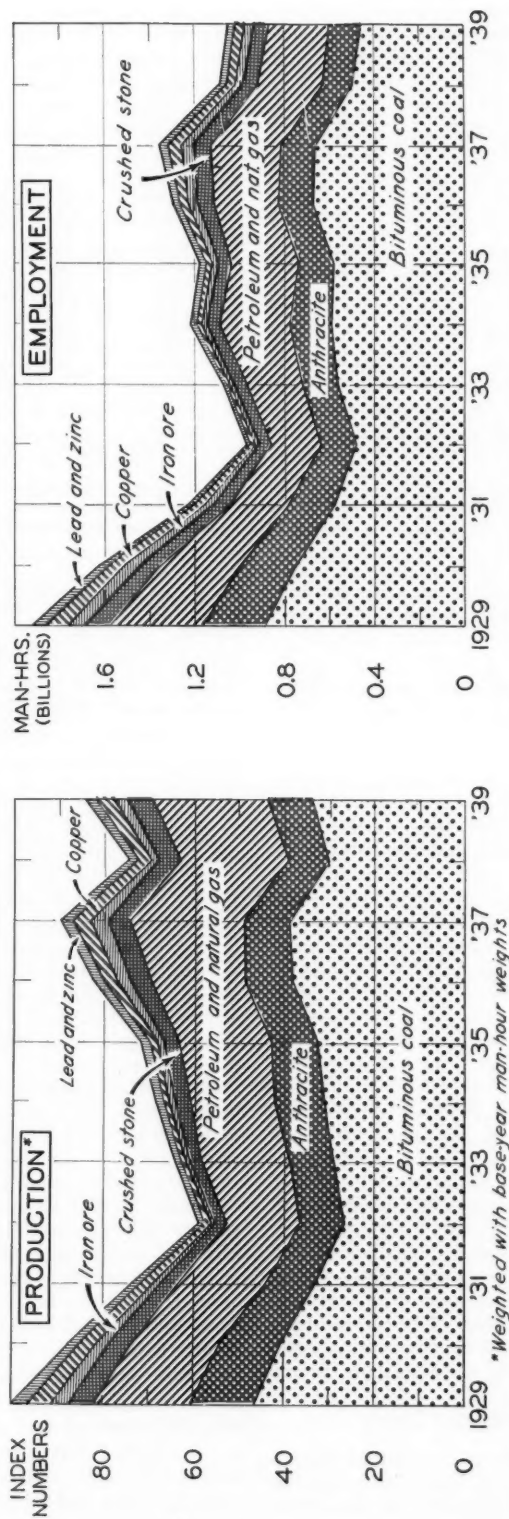 PRODUCTION*
INDEX
NUMBERS
80
60
40
20
0
1929
'31
'33
'35
'37
'39
Iron ore
Lead and zinc
Copper
Crushed stone
Petroleum and natural gas
Anthracite
Bituminous coal
*Weighted with base-year man-hour weights
EMPLOYMENT
MAN-HRS.
(BILLIONS)
1.6
1.2
0.8
0.4
0
1929
'31
'33
'35
'37
'39
Lead and zinc
Copper
Iron ore
Crushed stone
Petroleum and nat gas
Anthracite
Bituminous coal